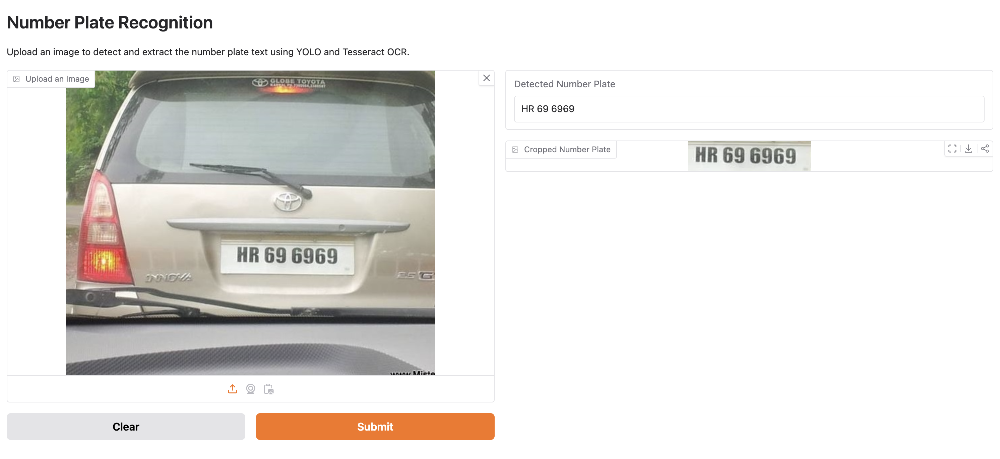 Number Plate Recognition
Upload an image to detect and extract the number plate text using YOLO and Tesseract OCR.
Upload an Image
GLOBE TOYOTA
HR 69 6969
INNOVA
2.5 G
www.Miste
Clear
Submit
Detected Number Plate
HR 69 6969
Cropped Number Plate
HR 69 6969